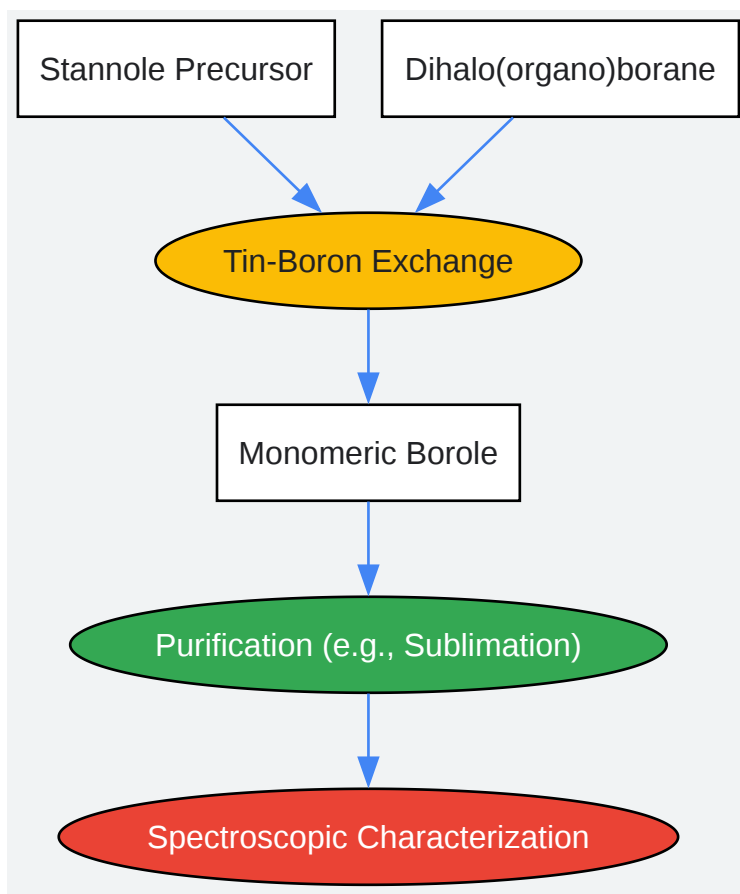 Stannole Precursor
Dihalo(organo)borane
Tin-Boron Exchange
Monomeric Borole
Purification (e.g., Sublimation)
Spectroscopic Characterization